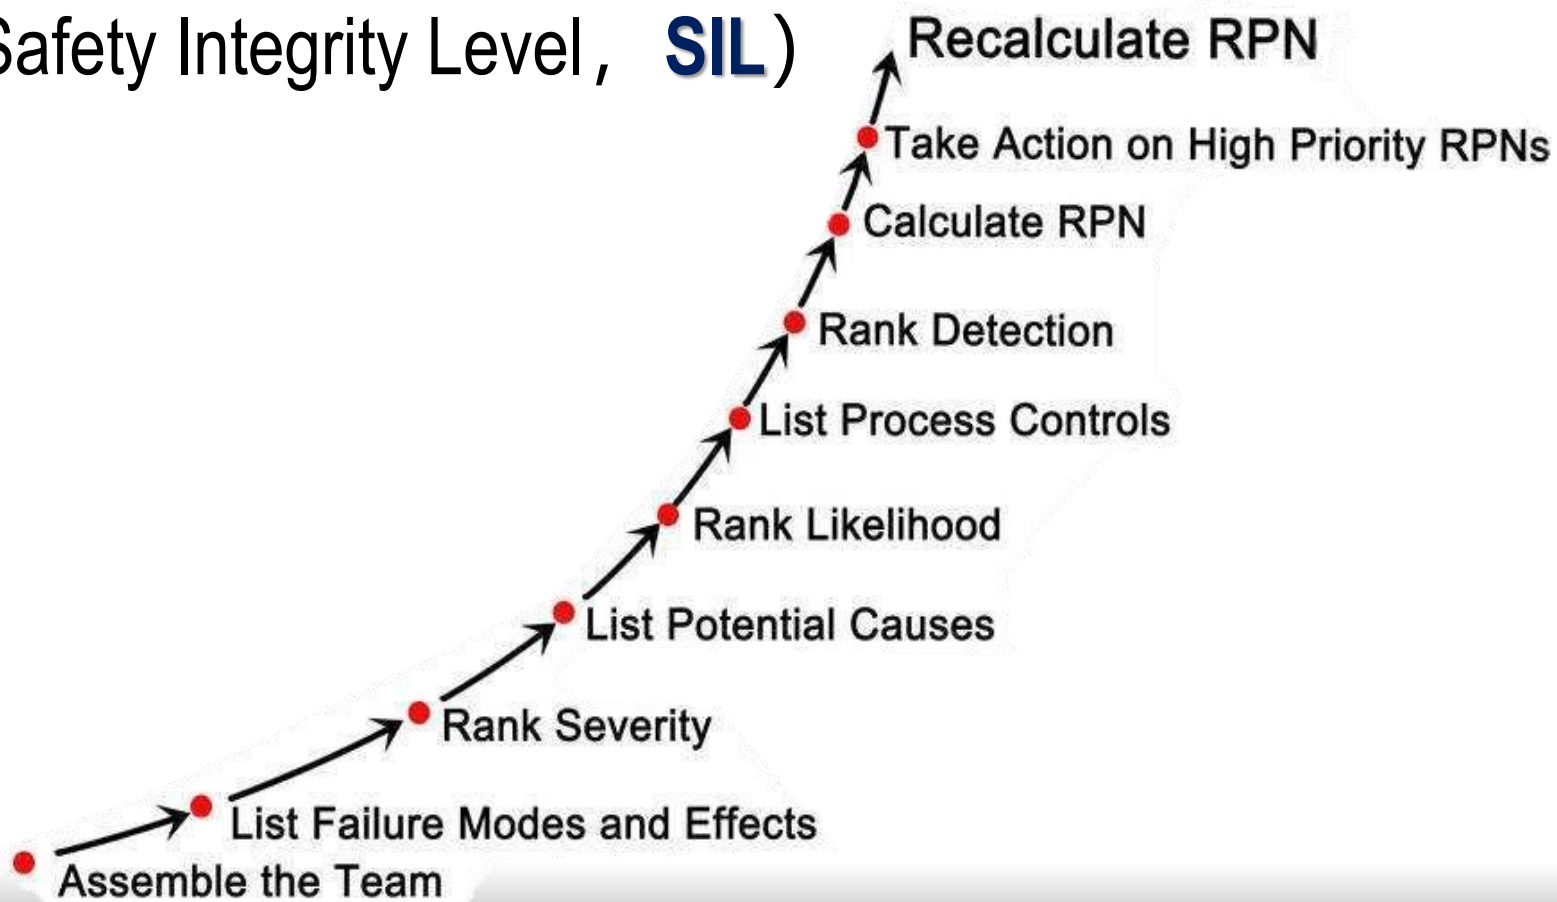 Safety Integrity Level, SIL)
Recalculate RPN
Take Action on High Priority RPNs
Calculate RPN
Rank Detection
List Process Controls
Rank Likelihood
List Potential Causes
Rank Severity
List Failure Modes and Effects
Assemble the Team